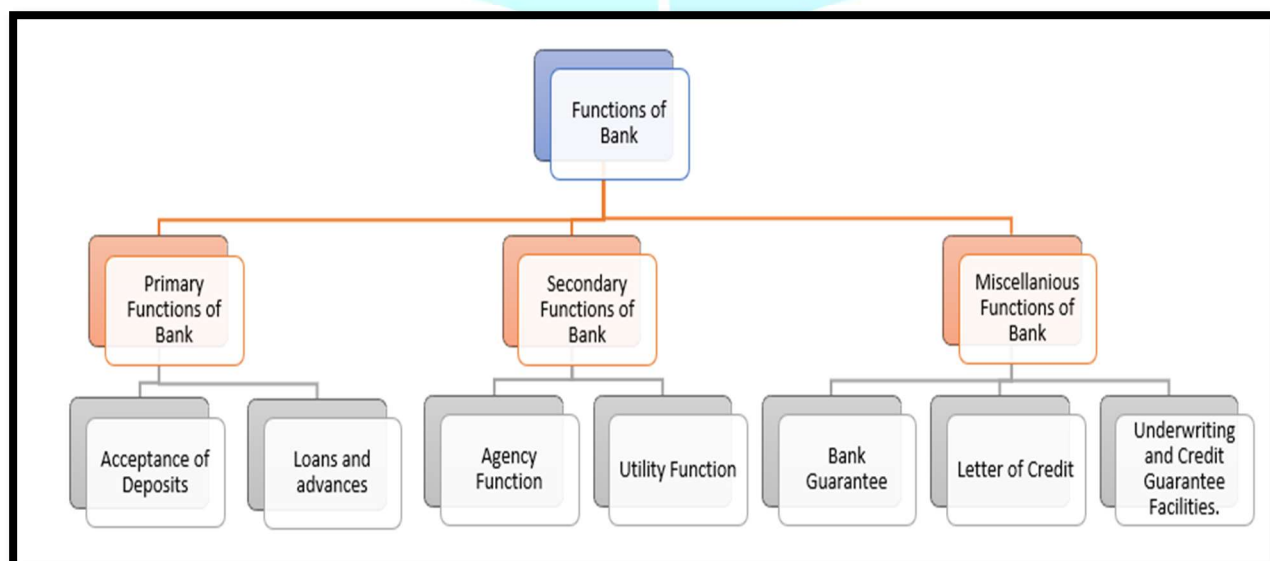 Functions of
Bank
Primary
Functions of
Bank
Secondary
Functions of
Bank
Miscellanious
Functions of
Bank
Acceptance of
Deposits
Loans and
advances
Agency
Function
Utility Function
Bank
Guarantee
Letter of Credit
Underwriting
and Credit
Guarantee
Facilities.